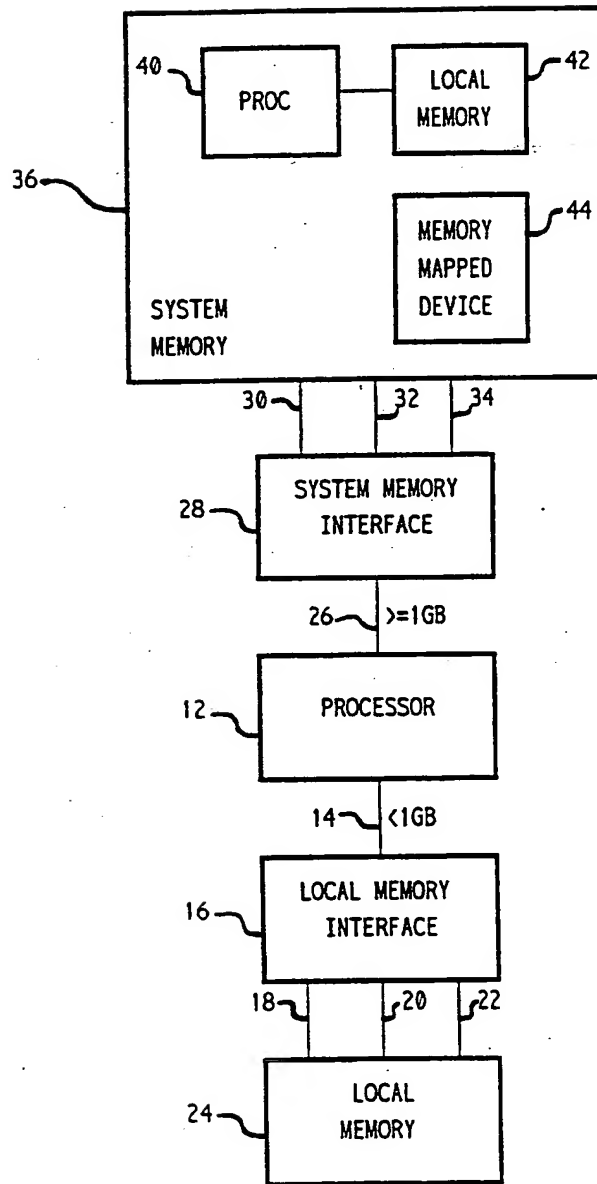 40
PROC
LOCAL
MEMORY
42
36
MEMORY
MAPPED
DEVICE
44
SYSTEM
MEMORY
30
32
34
28
SYSTEM MEMORY
INTERFACE
26
>=1GB
12
PROCESSOR
14
<1GB
16
LOCAL MEMORY
INTERFACE
18
20
22
24
LOCAL
MEMORY